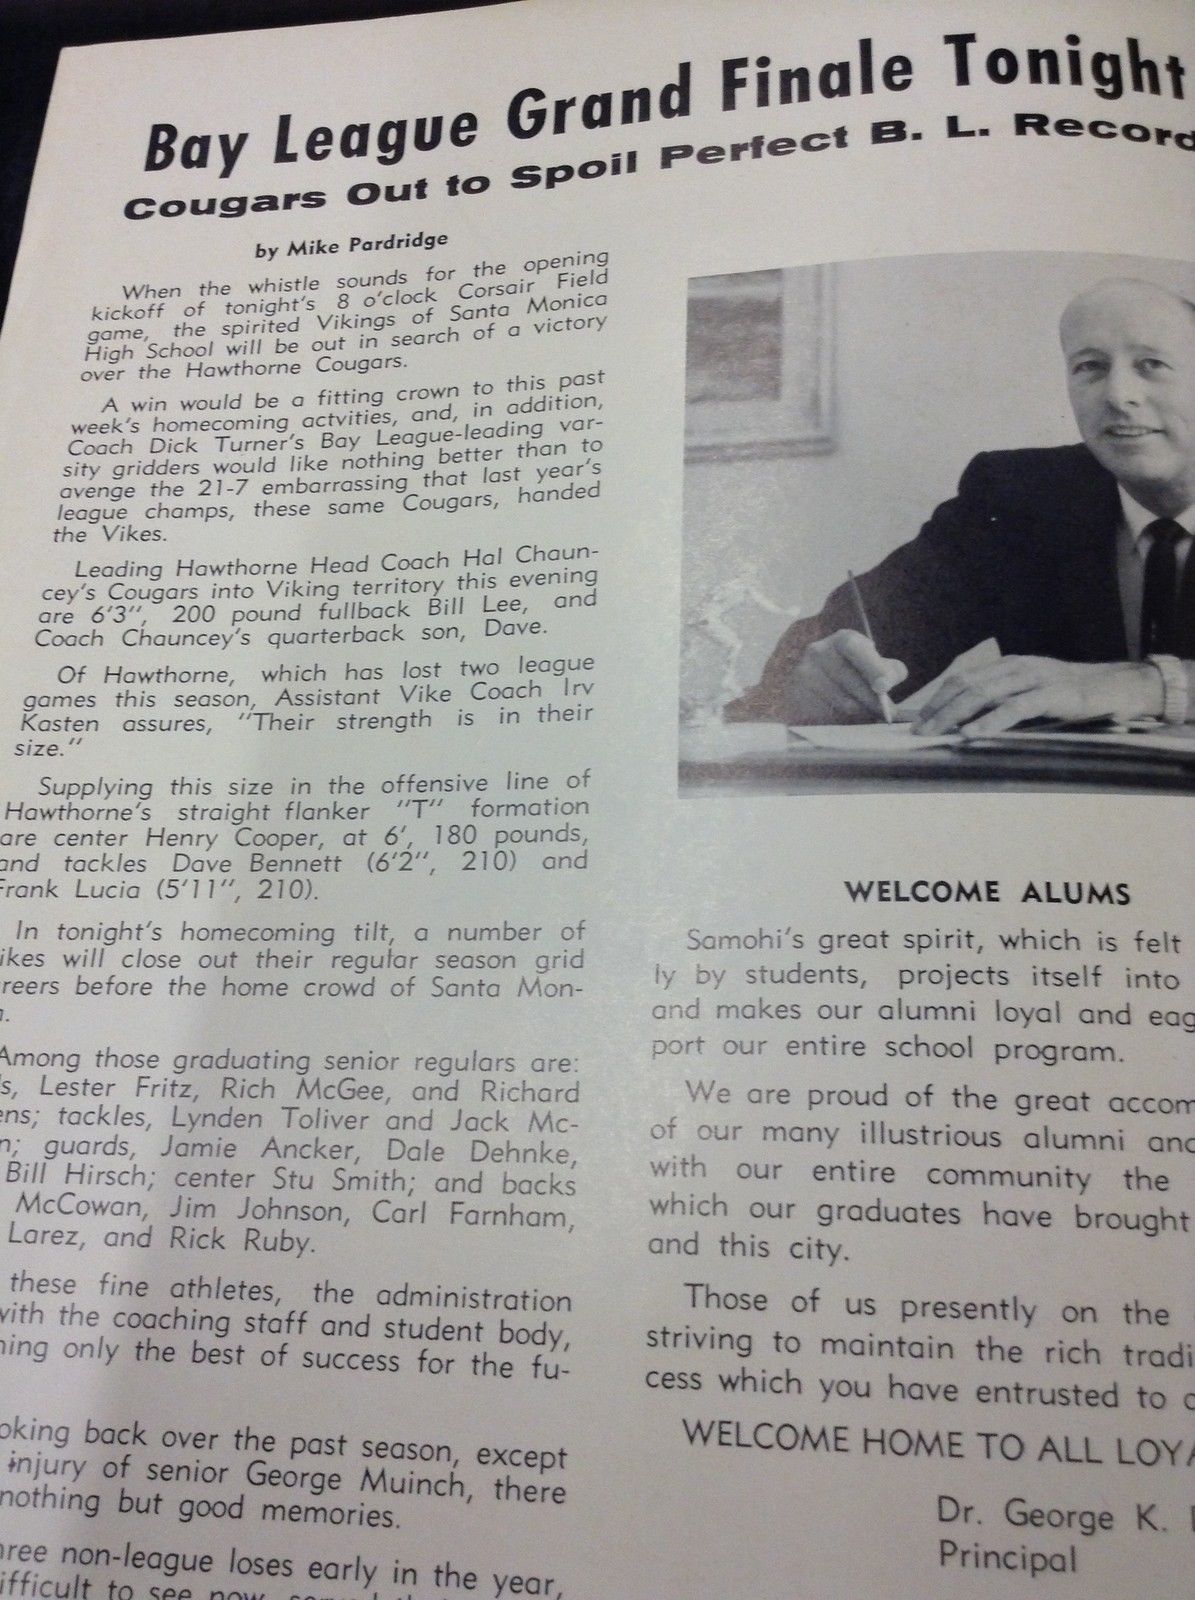 Bay League Grand Finale Tonight
Cougars Out to Spoil Perfect B. L. Record
by Mike Pardridge
When the whistle sounds for the opening
kickoff of tonight's 8 o'clock Corsair Field
game, the spirited Vikings of Santa Monica
High School will be out in search of a victory
over the Hawthorne Cougars.
A win would be a fitting crown to this past
week's homecoming actvities, and, in addition,
Coach Dick Turner's Bay League-leading var-
sity gridders would like nothing better than to
avenge the 21-7 embarrassing that last year's
league champs, these same Cougars, handed
the Vikes.
Leading Hawthorne Head Coach Hal Chaun-
cey's Cougars into Viking territory this evening
are 6'3", 200 pound fullback Bill Lee, and
Coach Chauncey's quarterback son, Dave.
Of Hawthorne, which has lost two league
games this season, Assistant Vike Coach Irv
Kasten assures, "Their strength is in their
size."
Supplying this size in the offensive line of
Hawthorne's straight flanker "T" formation
are center Henry Cooper, at 6', 180 pounds,
and tackles Dave Bennett (6'2", 210) and
Frank Lucia (5'11", 210).
In tonight's homecoming tilt, a number of
ikes will close out their regular season grid
reers before the home crowd of Santa Mon-
Among those graduating senior regulars are:
s, Lester Fritz, Rich McGee, and Richard
ens; tackles, Lynden Toliver and Jack Mc-
n; guards, Jamie Ancker, Dale Dehnke,
Bill Hirsch; center Stu Smith; and backs
McCowan, Jim Johnson, Carl Farnham,
Larez, and Rick Ruby.
these fine athletes, the administration
with the coaching staff and student body,
ning only the best of success for the fu-
oking back over the past season, except
injury of senior George Muinch, there
nothing but good memories.
hree non-league loses early in the year,
ifficult to see now, served
WELCOME ALUMS
Samohi's great spirit, which is felt
ly by students, projects itself into
and makes our alumni loyal and eag
port our entire school program.
We are proud of the great accom
of our many illustrious alumni and
with our entire community the
which our graduates have brought
and this city.
Those of us presently on the
striving to maintain the rich tradi
cess which you have entrusted to
WELCOME HOME TO ALL LOYA
Dr. George K.
Principal